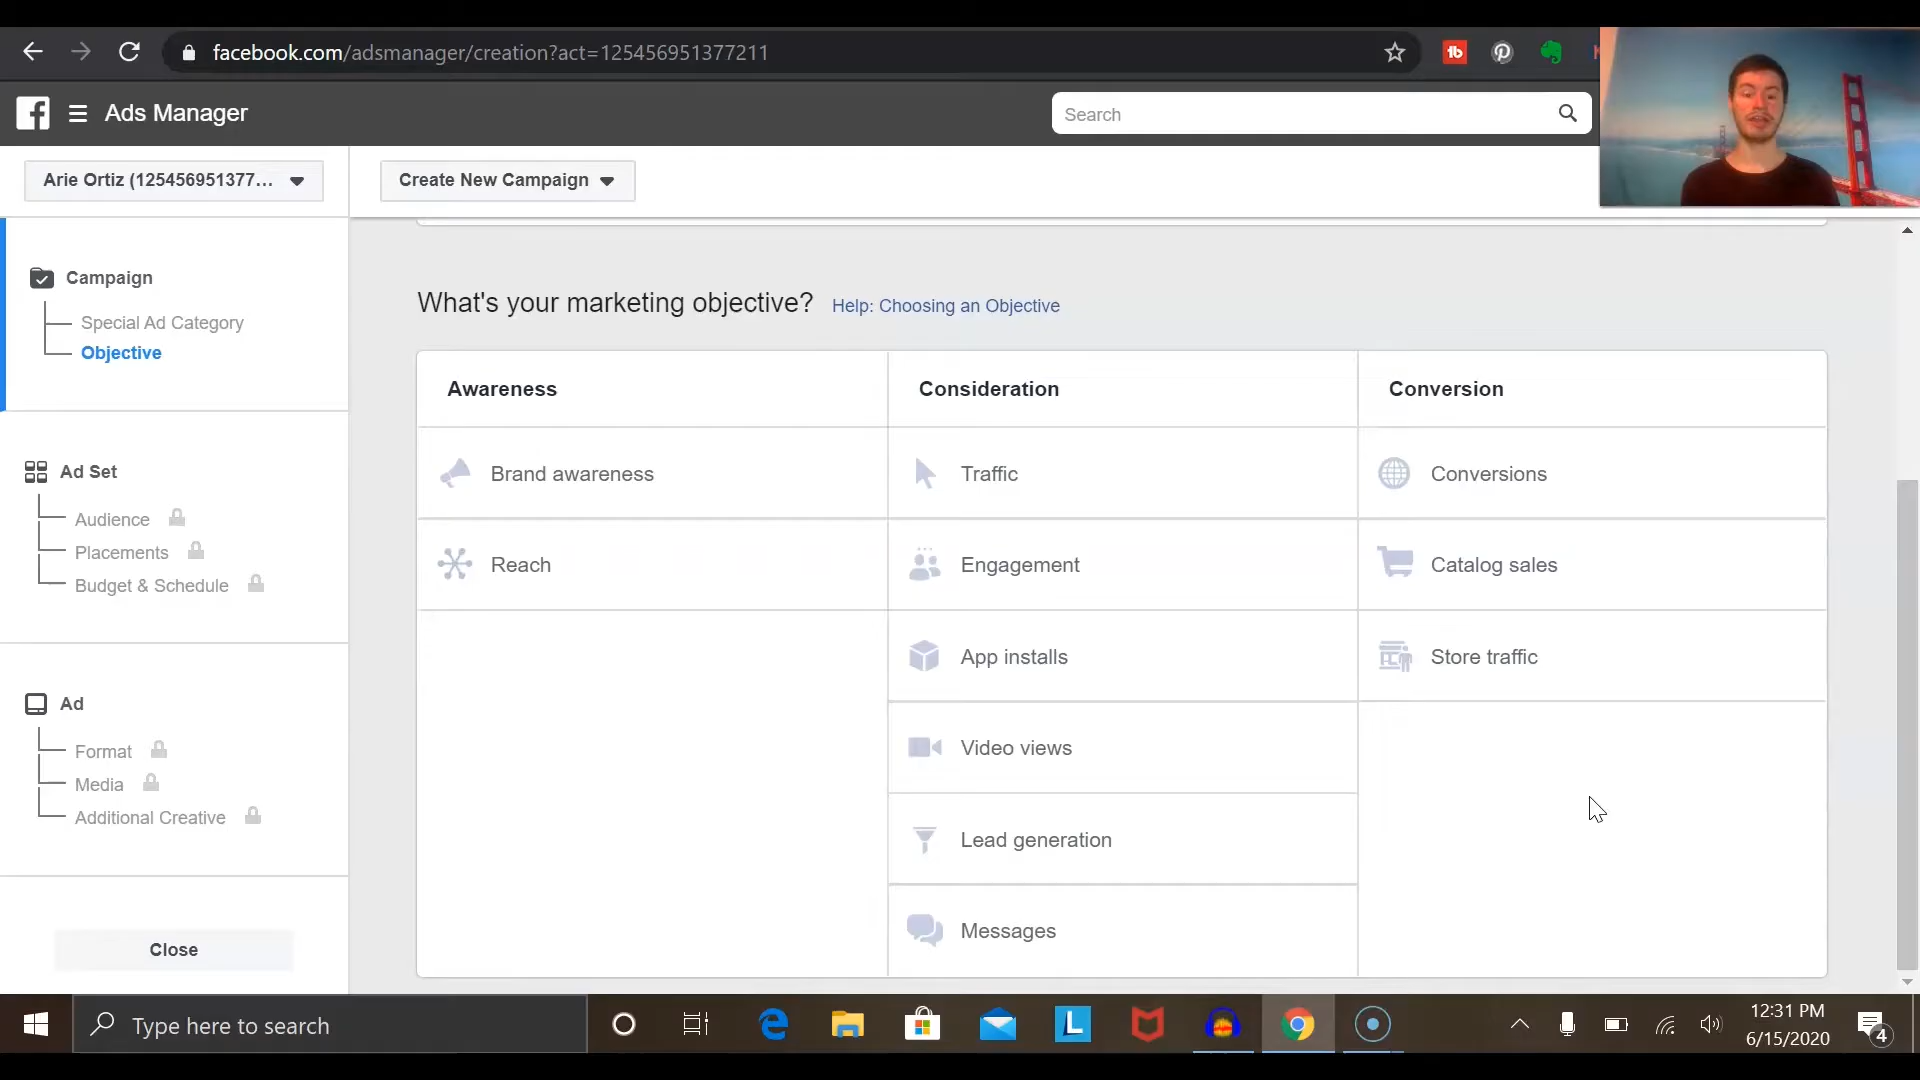 facebook.com/adsmanager/creation?act=125456951377211
Ads Manager
Search
Arie Ortiz (125456951377...
Create New Campaign
Campaign
Special Ad Category
Objective
Ad Set
Audience
Placements
Budget & Schedule
Ad
Format
Media
Additional Creative
Close
What's your marketing objective? Help: Choosing an Objective
Awareness
Brand awareness
Reach
Consideration
Traffic
Engagement
App installs
Video views
Lead generation
Messages
Conversion
Conversions
Catalog sales
Store traffic
Type here to search
12:31 PM
6/15/2020
4